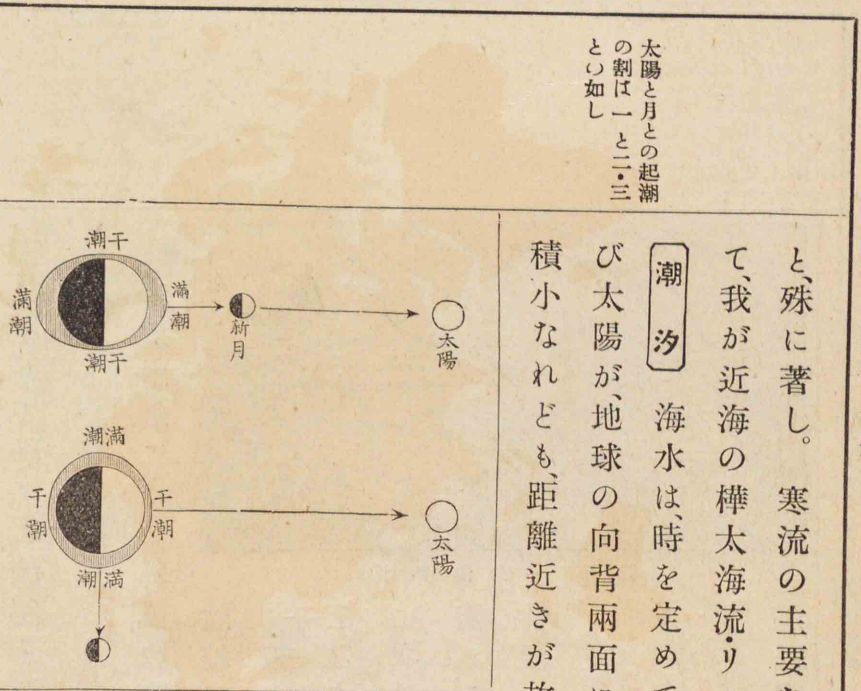 太陽と月との起潮
の割は一と二・三
との如し
と、殊に著し。 寒流の主要
て、我が近海の樺太海流・リ
潮汐 海水は、時を定めて
び太陽が、地球の向背兩面
積小なれども、距離近きが故
潮干
滿潮
滿潮
潮干
新月
太陽
潮滿
干潮
干潮
潮滿
太陽